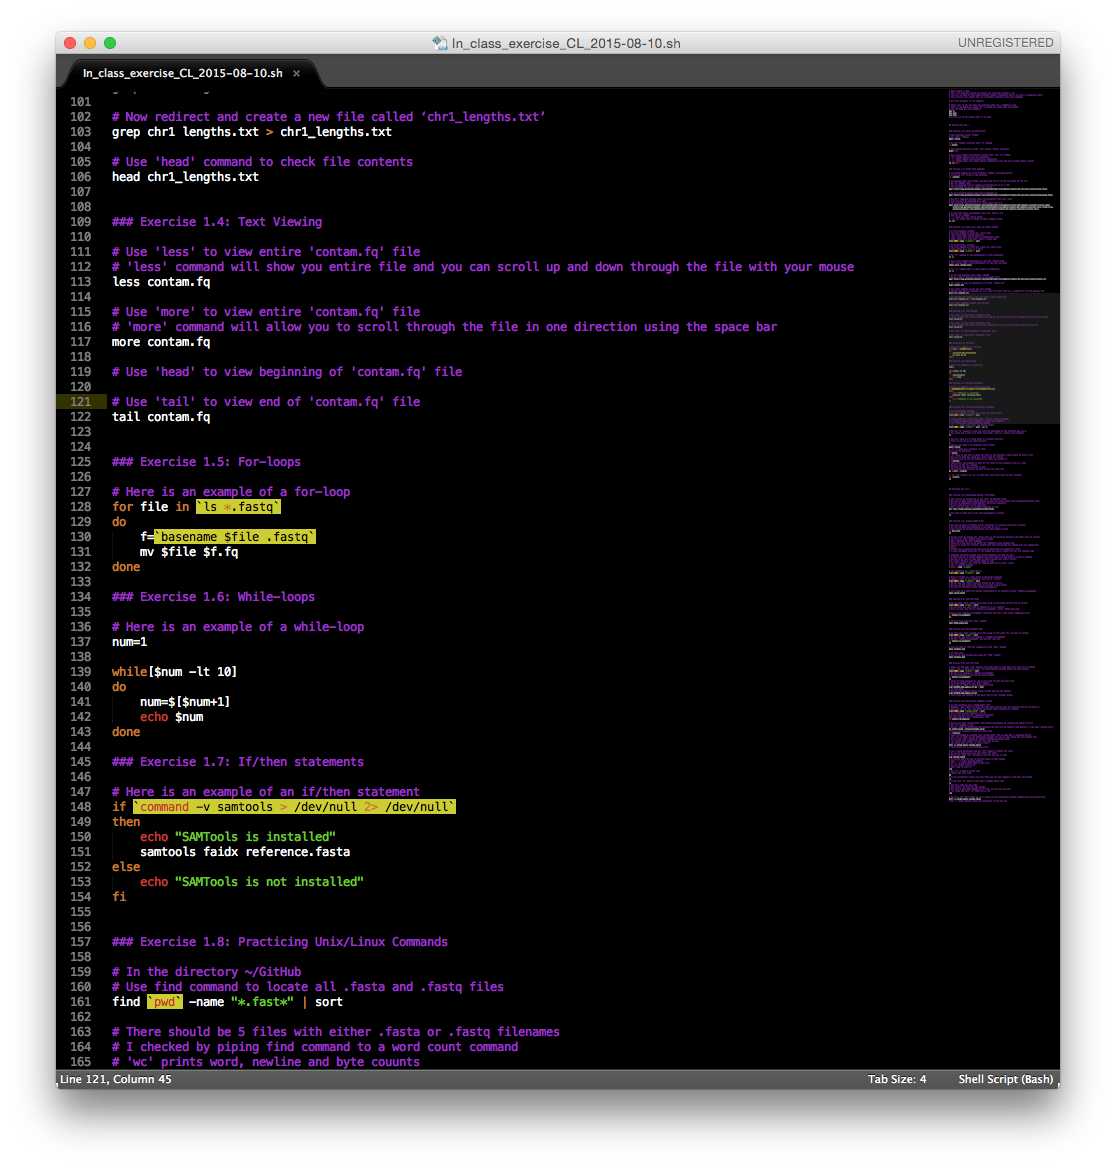 In_class_exercise_CL_2015-08-10.sh
UNREGISTERED
In_class_exercise_CL_2015-08-10.sh ×
101
102 # Now redirect and create a new file called ‘chr1_lengths.txt’
103 grep chr1 lengths.txt > chr1_lengths.txt
104
105 # Use 'head' command to check file contents
106 head chr1_lengths.txt
107
108
109 ### Exercise 1.4: Text Viewing
110
111 # Use 'less' to view entire 'contam.fq' file
112 # 'less' command will show you entire file and you can scroll up and down through the file with your mouse
113 less contam.fq
114
115 # Use 'more' to view entire 'contam.fq' file
116 # 'more' command will allow you to scroll through the file in one direction using the space bar
117 more contam.fq
118
119 # Use 'head' to view beginning of 'contam.fq' file
120
121 # Use 'tail' to view end of 'contam.fq' file
122 tail contam.fq
123
124
125 ### Exercise 1.5: For-loops
126
127 # Here is an example of a for-loop
128 for file in `ls *.fastq`
129 do
130     f=`basename $file .fastq`
131     mv $file $f.fq
132 done
133
134 ### Exercise 1.6: While-loops
135
136 # Here is an example of a while-loop
137 num=1
138
139 while[$num -lt 10]
140 do
141     num=$[$num+1]
142     echo $num
143 done
144
145 ### Exercise 1.7: If/then statements
146
147 # Here is an example of an if/then statement
148 if `command -v samtools > /dev/null 2> /dev/null`
149 then
150     echo "SAMTools is installed"
151     samtools faidx reference.fasta
152 else
153     echo "SAMTools is not installed"
154 fi
155
156
157 ### Exercise 1.8: Practicing Unix/Linux Commands
158
159 # In the directory ~/GitHub
160 # Use find command to locate all .fasta and .fastq files
161 find `pwd` -name "*.fast*" | sort
162
163 # There should be 5 files with either .fasta or .fastq filenames
164 # I checked by piping find command to a word count command
165 # 'wc' prints word, newline and byte counts
Line 121, Column 45
Tab Size: 4
Shell Script (Bash)